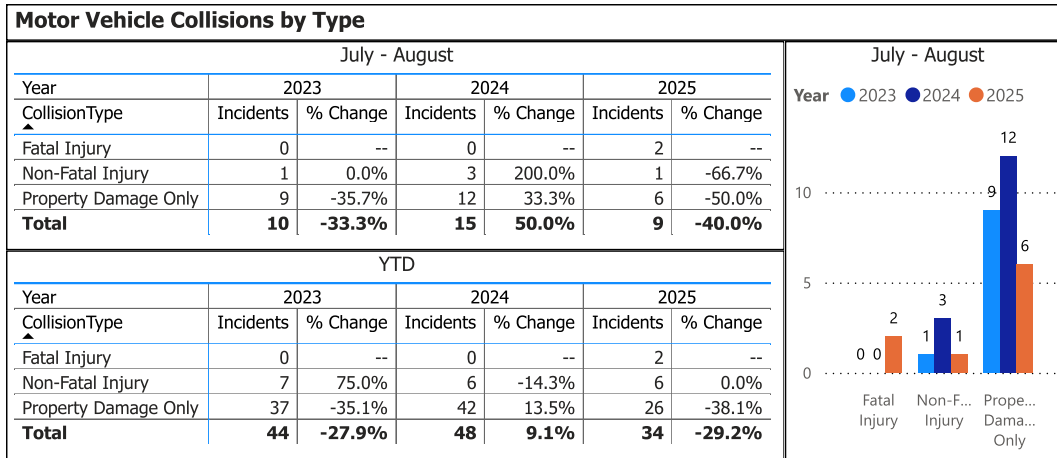 Motor Vehicle Collisions by Type
July - August
Year 2023 2024 2025
CollisionType Incidents % Change Incidents % Change Incidents % Change
Fatal Injury 0 -- 0 -- 2 --
Non-Fatal Injury 1 0.0% 3 200.0% 1 -66.7%
Property Damage Only 9 -35.7% 12 33.3% 6 -50.0%
Total 10 -33.3% 15 50.0% 9 -40.0%
YTD
Year 2023 2024 2025
CollisionType Incidents % Change Incidents % Change Incidents % Change
Fatal Injury 0 -- 0 -- 2 --
Non-Fatal Injury 7 75.0% 6 -14.3% 6 0.0%
Property Damage Only 37 -35.1% 42 13.5% 26 -38.1%
Total 44 -27.9% 48 9.1% 34 -29.2%
July - August
Year 2023 2024 2025
12
10 9
6
5
3
2
0 0 1 1
0
Fatal Non-F... Prope...
Injury Injury Dama...
Only